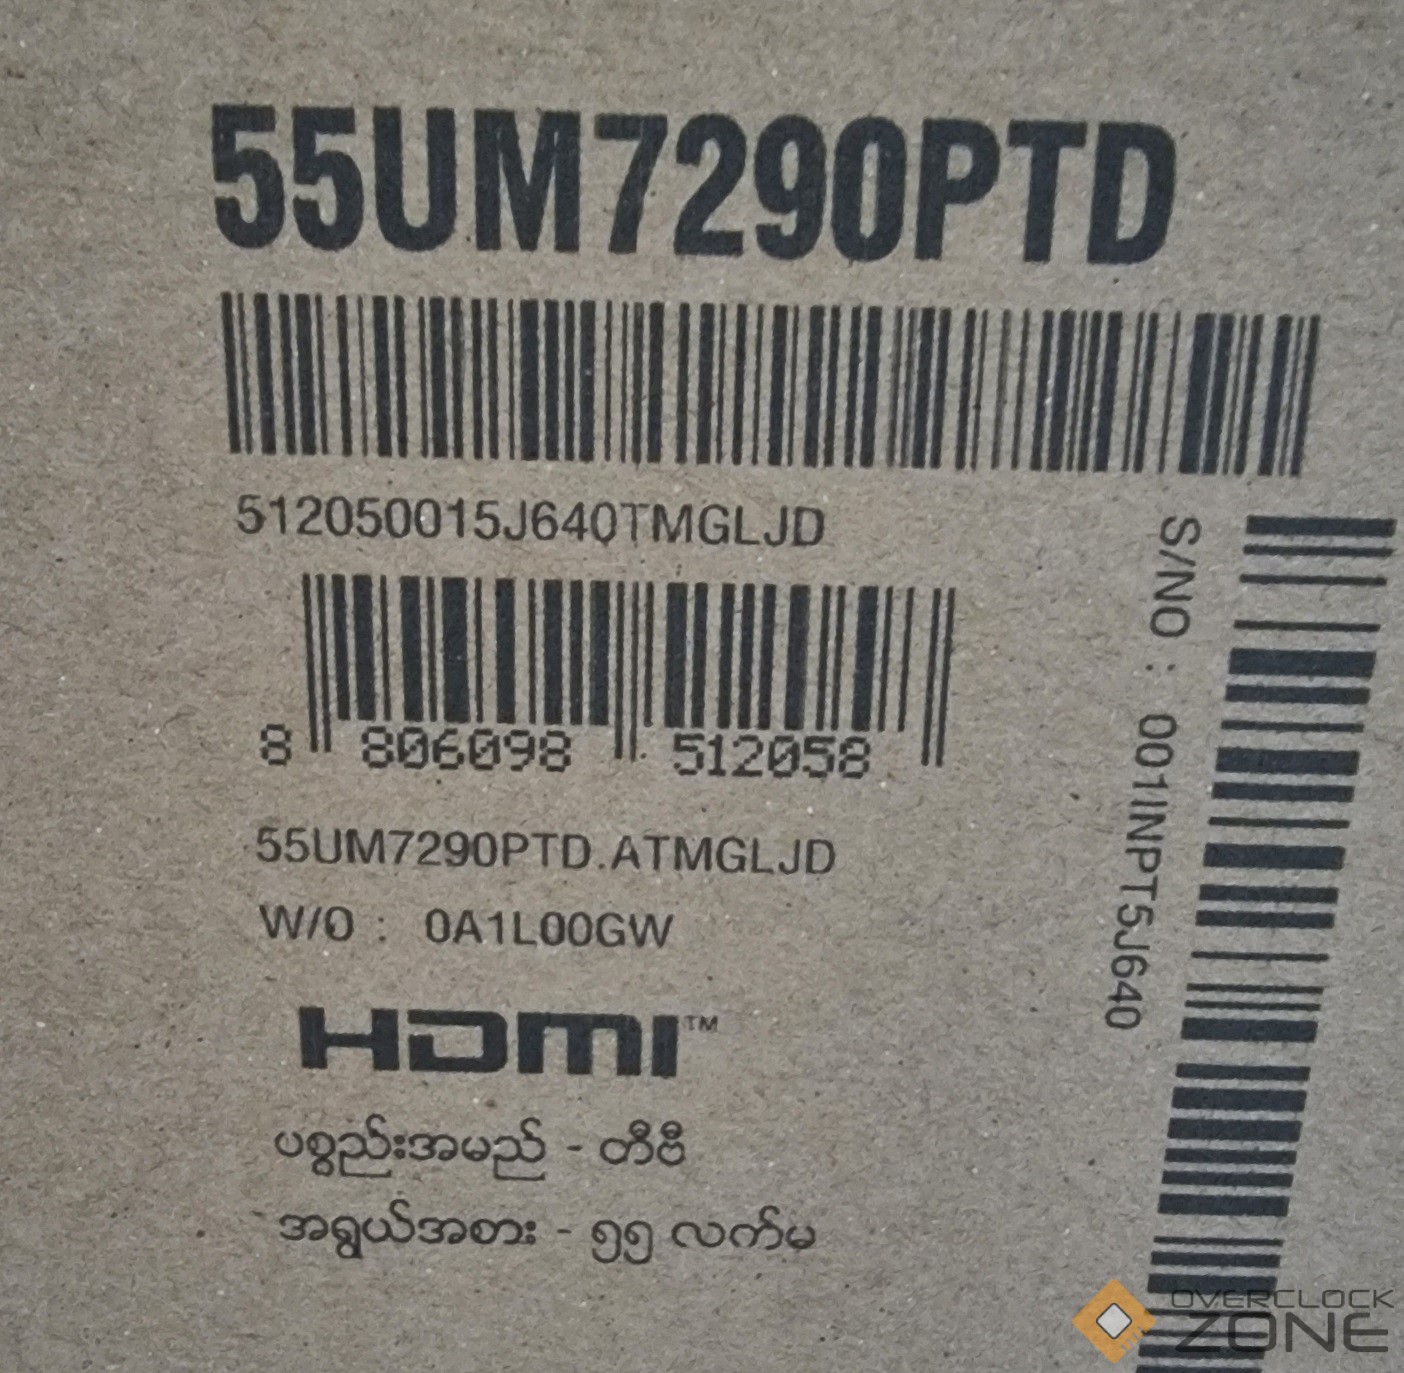 55UM7290PTD
512050015J640TMGLJD
8 806098 512058
55UM7290PTD.ATMGLJD
W/O : 0A1L00GW
HDMI™
ပစ္စည်းအမည် - တီဗီ
အရွယ်အစား - ၅၅ လက်မ
S/NO : 001INPT5J640
OVERCLOCK
ZONE